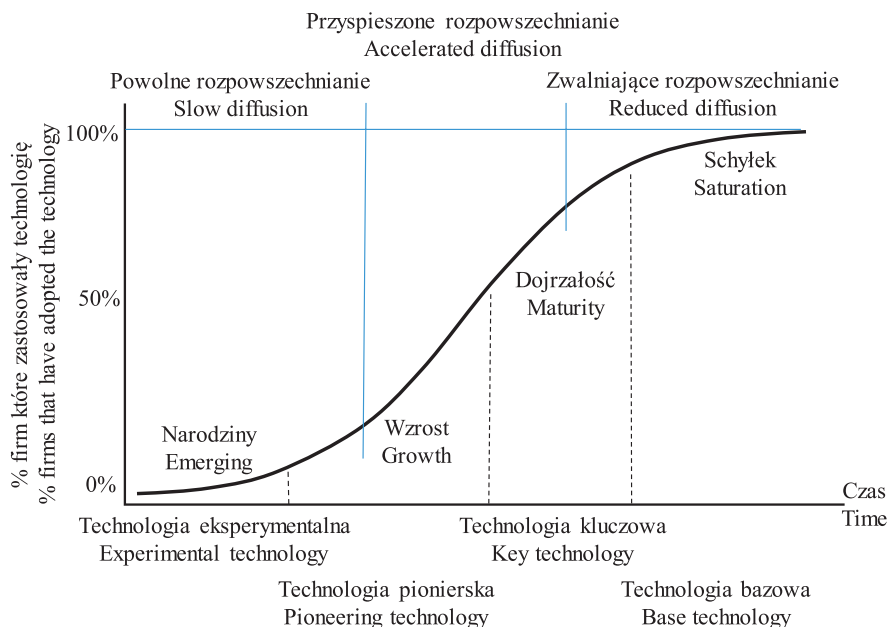 Przyspieszone rozpowszechnianie
Accelerated diffusion
Powolne rozpowszechnianie
Slow diffusion
Zwalniające rozpowszechnianie
Reduced diffusion
% firm które zastosowały technologię
% firms that have adopted the technology
100%
50%
0%
Schyłek
Saturation
Dojrzałość
Maturity
Wzrost
Growth
Narodziny
Emerging
Czas
Time
Technologia eksperymentalna
Experimental technology
Technologia kluczowa
Key technology
Technologia pionierska
Pioneering technology
Technologia bazowa
Base technology